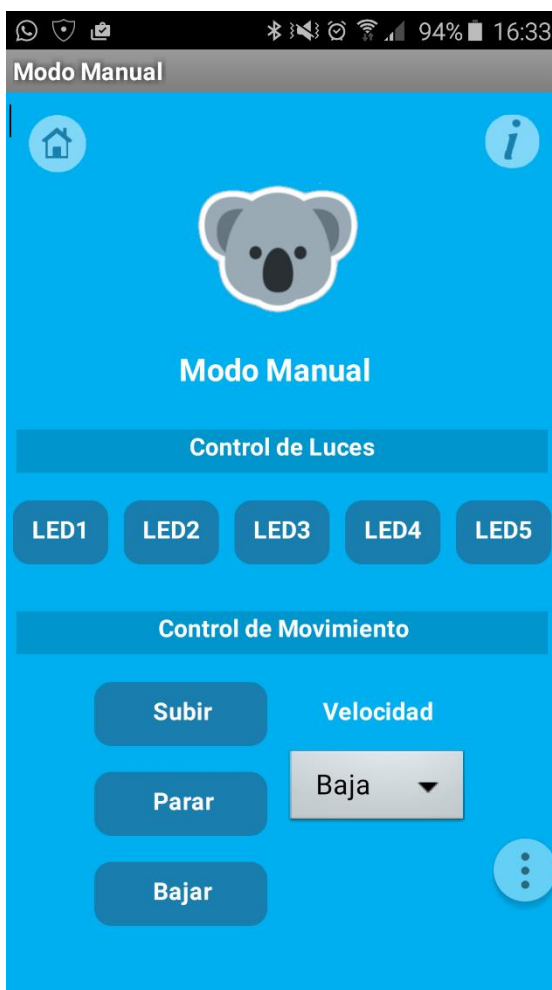 94% 16:33
Modo Manual
i
Modo Manual
Control de Luces
LED1 LED2 LED3 LED4 LED5
Control de Movimiento
Subir Velocidad
Baja
Parar
Bajar